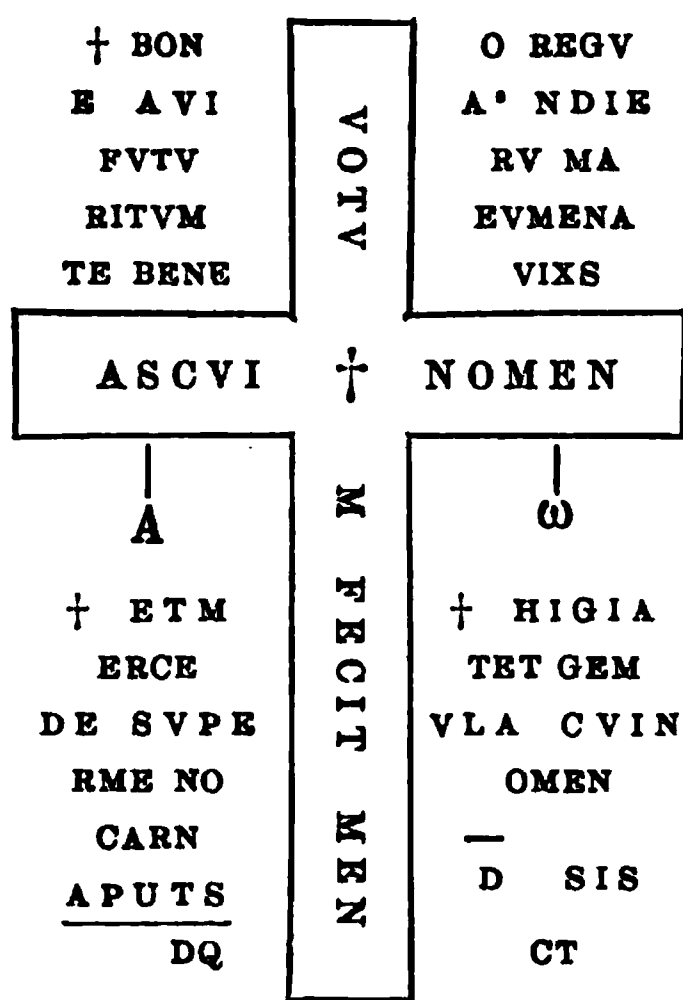 † BON
E AVI
FVTV
RITVM
TE BENE
O REGV
A° NDIE
RV MA
EVMENA
VIXS
VOTV † M FECIT MEN
ASCVI † NOMEN
A
ω
† ETM
ERCE
DE SVPE
RME NO
CARN
APUTS
DQ
† HIGIA
TET GEM
VLA CVIN
OMEN
D SIS
CT